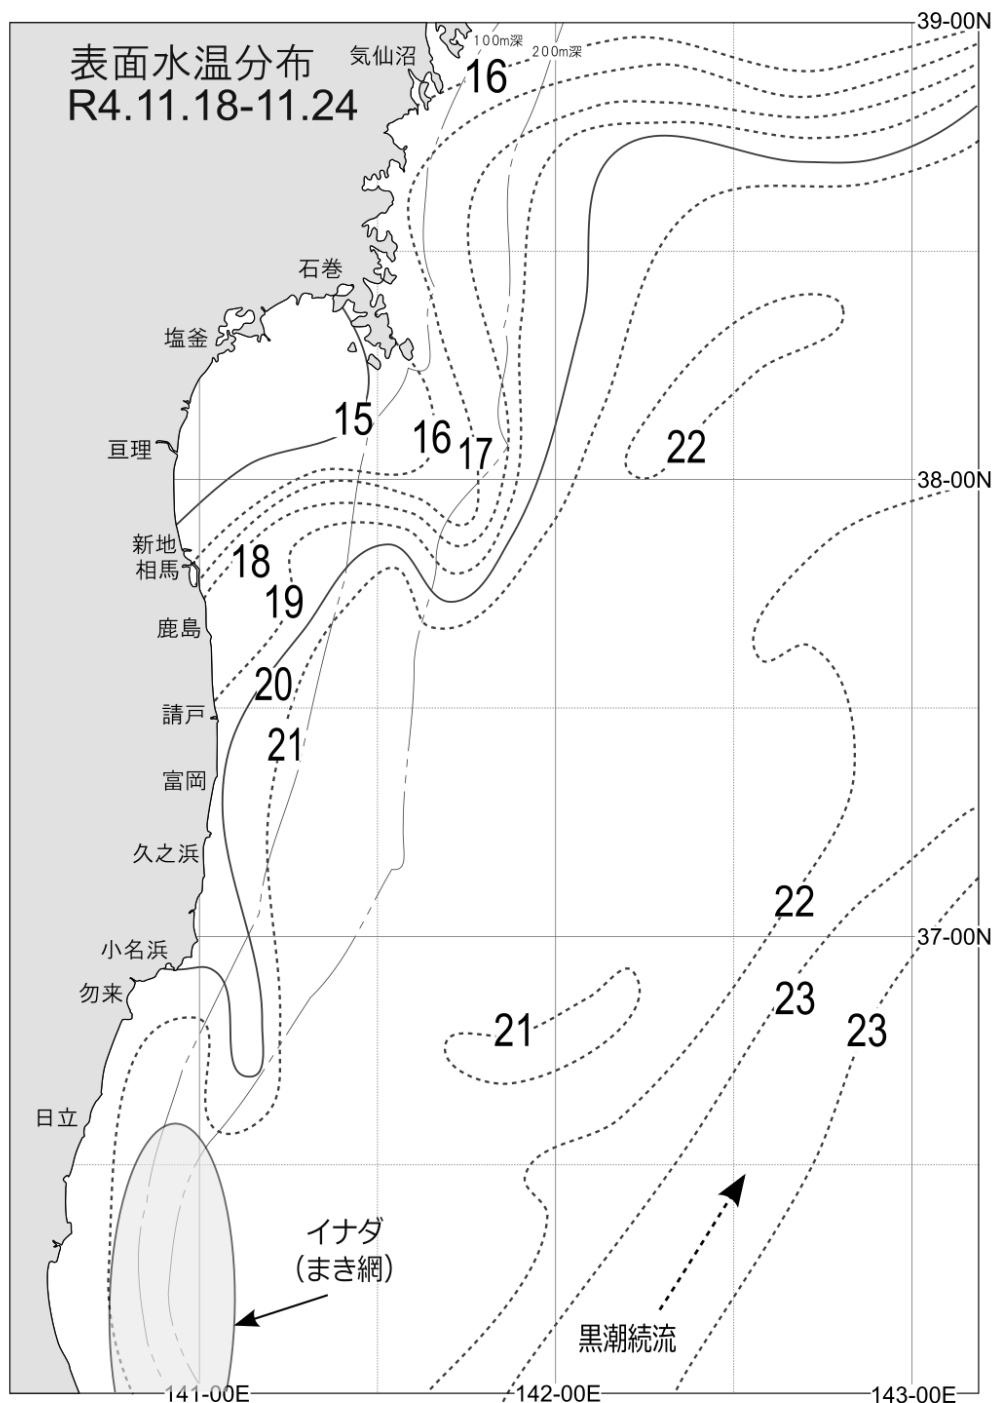 39-00N
100m深
200m深
表面水温分布
R4.11.18-11.24
気仙沼
16
石巻
塩釜
15
16
17
22
亘理
38-00N
新地
相馬
18
19
鹿島
20
請戸
21
富岡
久之浜
22
37-00N
小名浜
勿来
23
21
23
日立
イナダ
(まき網)
黒潮続流
141-00E
142-00E
143-00E